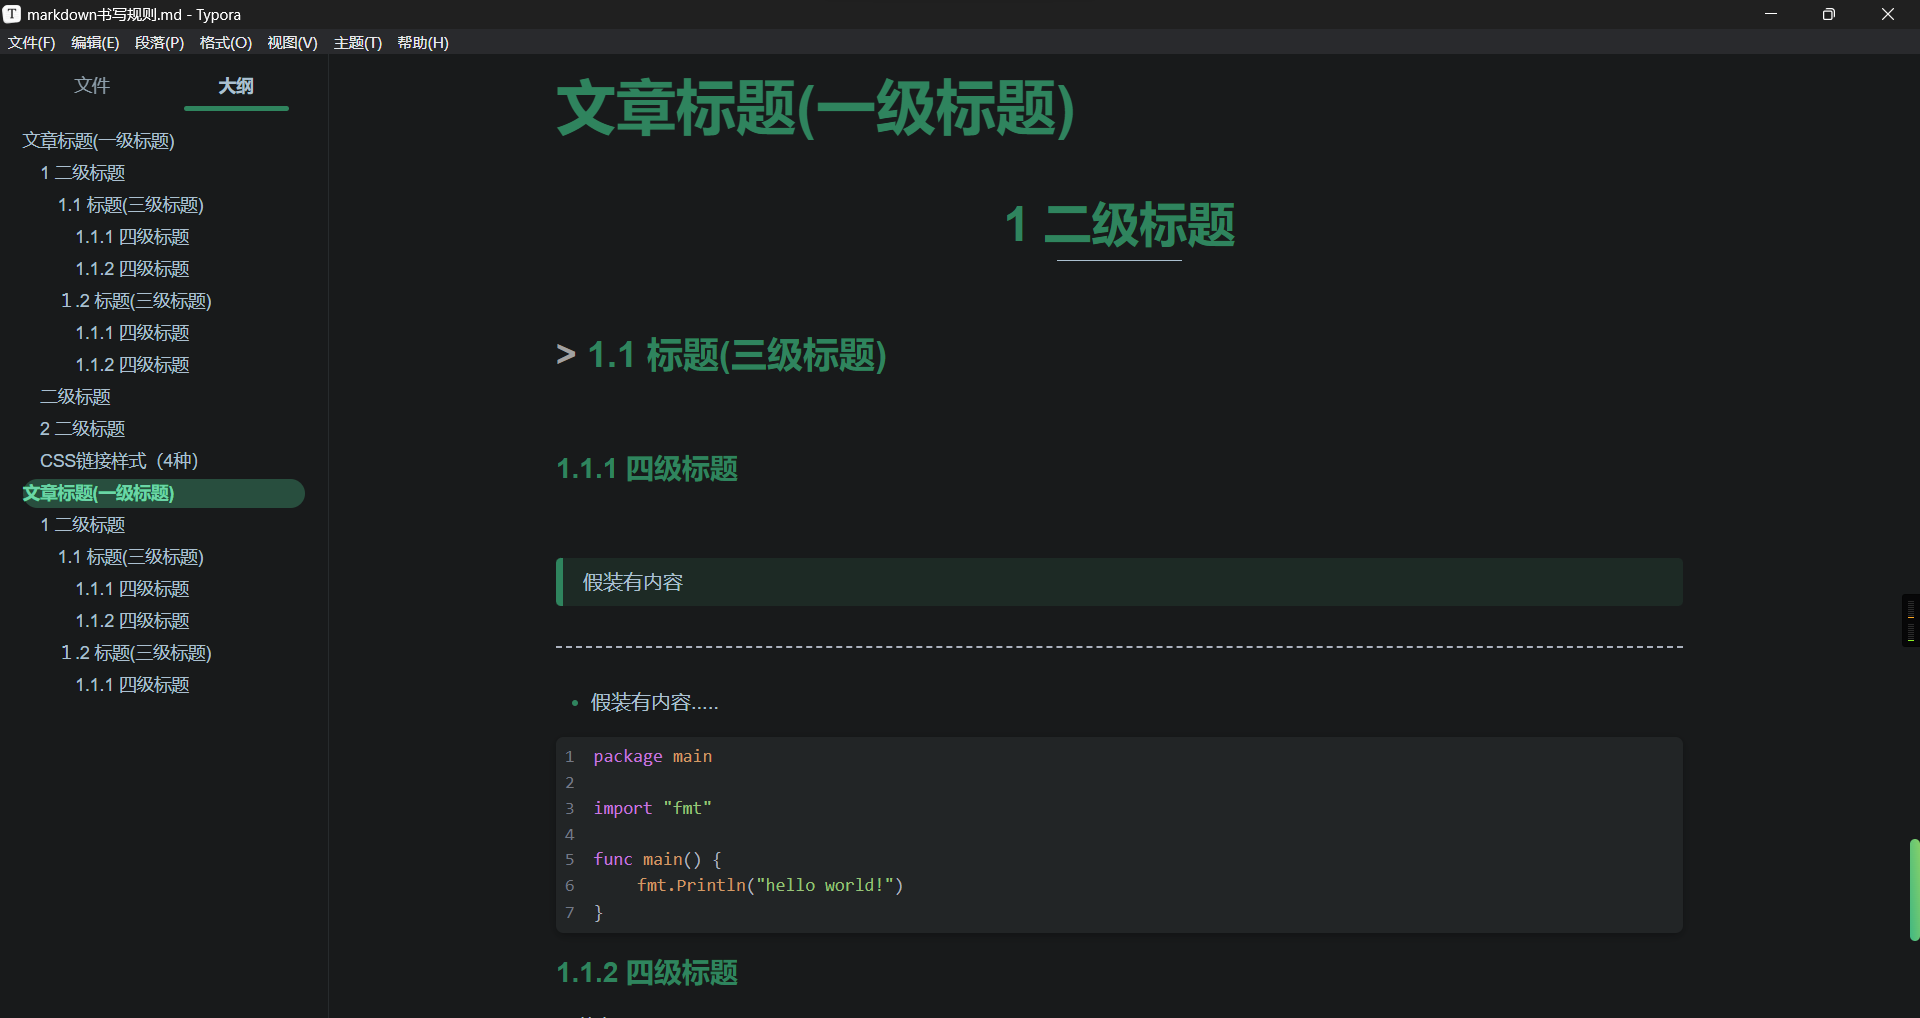 markdown书写规则.md - Typora
文件(F) 编辑(E) 段落(P) 格式(O) 视图(V) 主题(T) 帮助(H)
文件 大纲
文章标题(一级标题)
1 二级标题
1.1 标题(三级标题)
1.1.1 四级标题
1.1.2 四级标题
1.2 标题(三级标题)
1.1.1 四级标题
1.1.2 四级标题
二级标题
2 二级标题
CSS链接样式（4种）
文章标题(一级标题)
1 二级标题
1.1 标题(三级标题)
1.1.1 四级标题
1.1.2 四级标题
1.2 标题(三级标题)
1.1.1 四级标题
文章标题(一级标题)
1 二级标题
> 1.1 标题(三级标题)
1.1.1 四级标题
假装有内容
• 假装有内容.....
1 package main
2
3 import "fmt"
4
5 func main() {
6     fmt.Println("hello world!")
7 }
1.1.2 四级标题